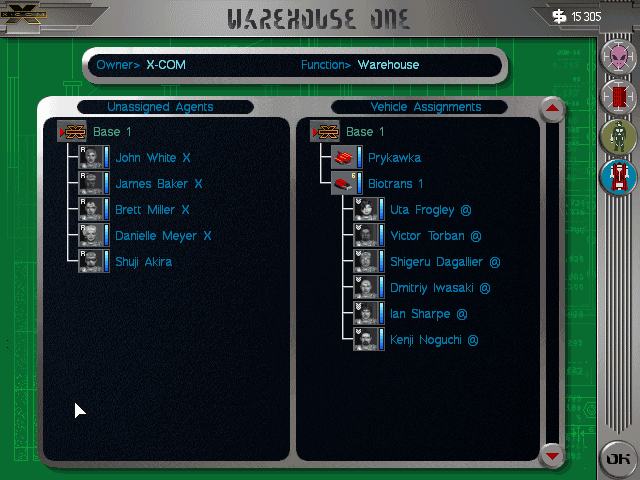 WAREHOUSE ONE
$ 15305
Owner> X-COM
Function> Warehouse
Unassigned Agents
Vehicle Assignments
Base 1
R John White X
R James Baker X
R Brett Miller X
R Danielle Meyer X
R Shuji Akira
Base 1
Prykawka
6 Biotrans 1
Uta Frogley @
Victor Torban @
Shigeru Dagallier @
Dmitriy Iwasaki @
Ian Sharpe @
Kenji Noguchi @
OK